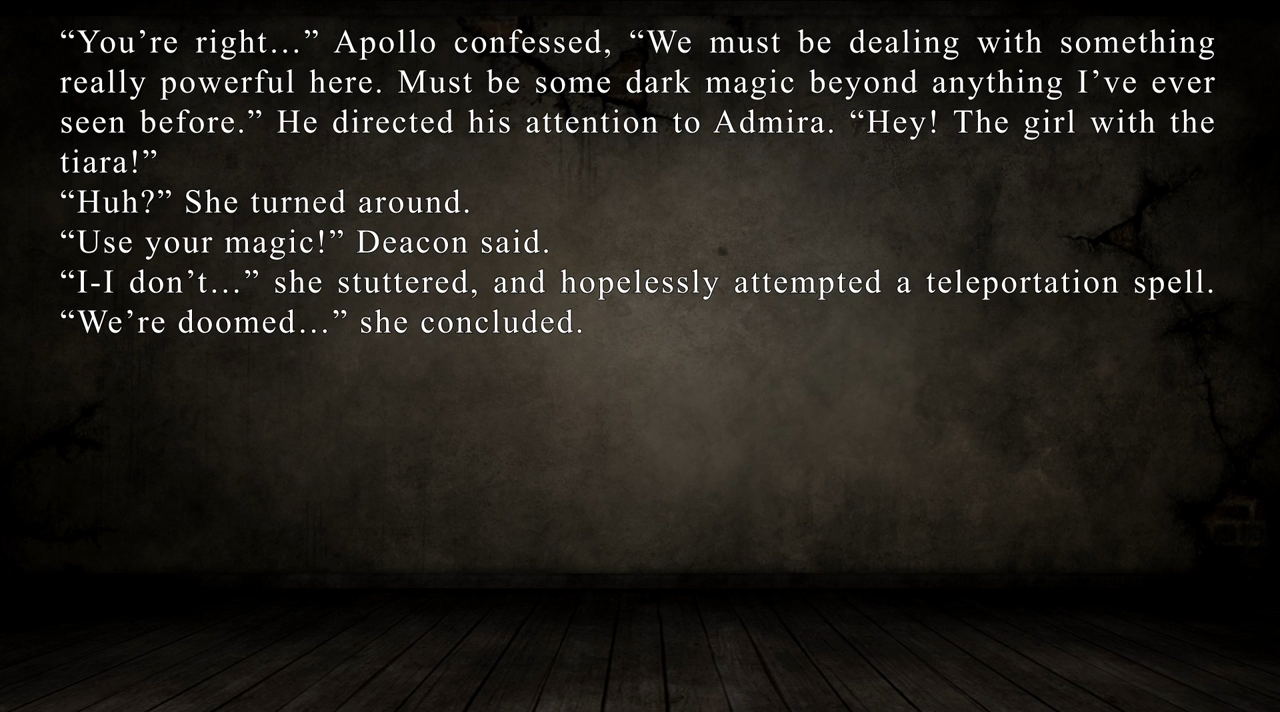 “You’re right…” Apollo confessed, “We must be dealing with something
really powerful here. Must be some dark magic beyond anything I’ve ever
seen before.” He directed his attention to Admira. “Hey! The girl with the
tiara!”
“Huh?” She turned around.
“Use your magic!” Deacon said.
“I-I don’t…” she stuttered, and hopelessly attempted a teleportation spell.
“We’re doomed…” she concluded.